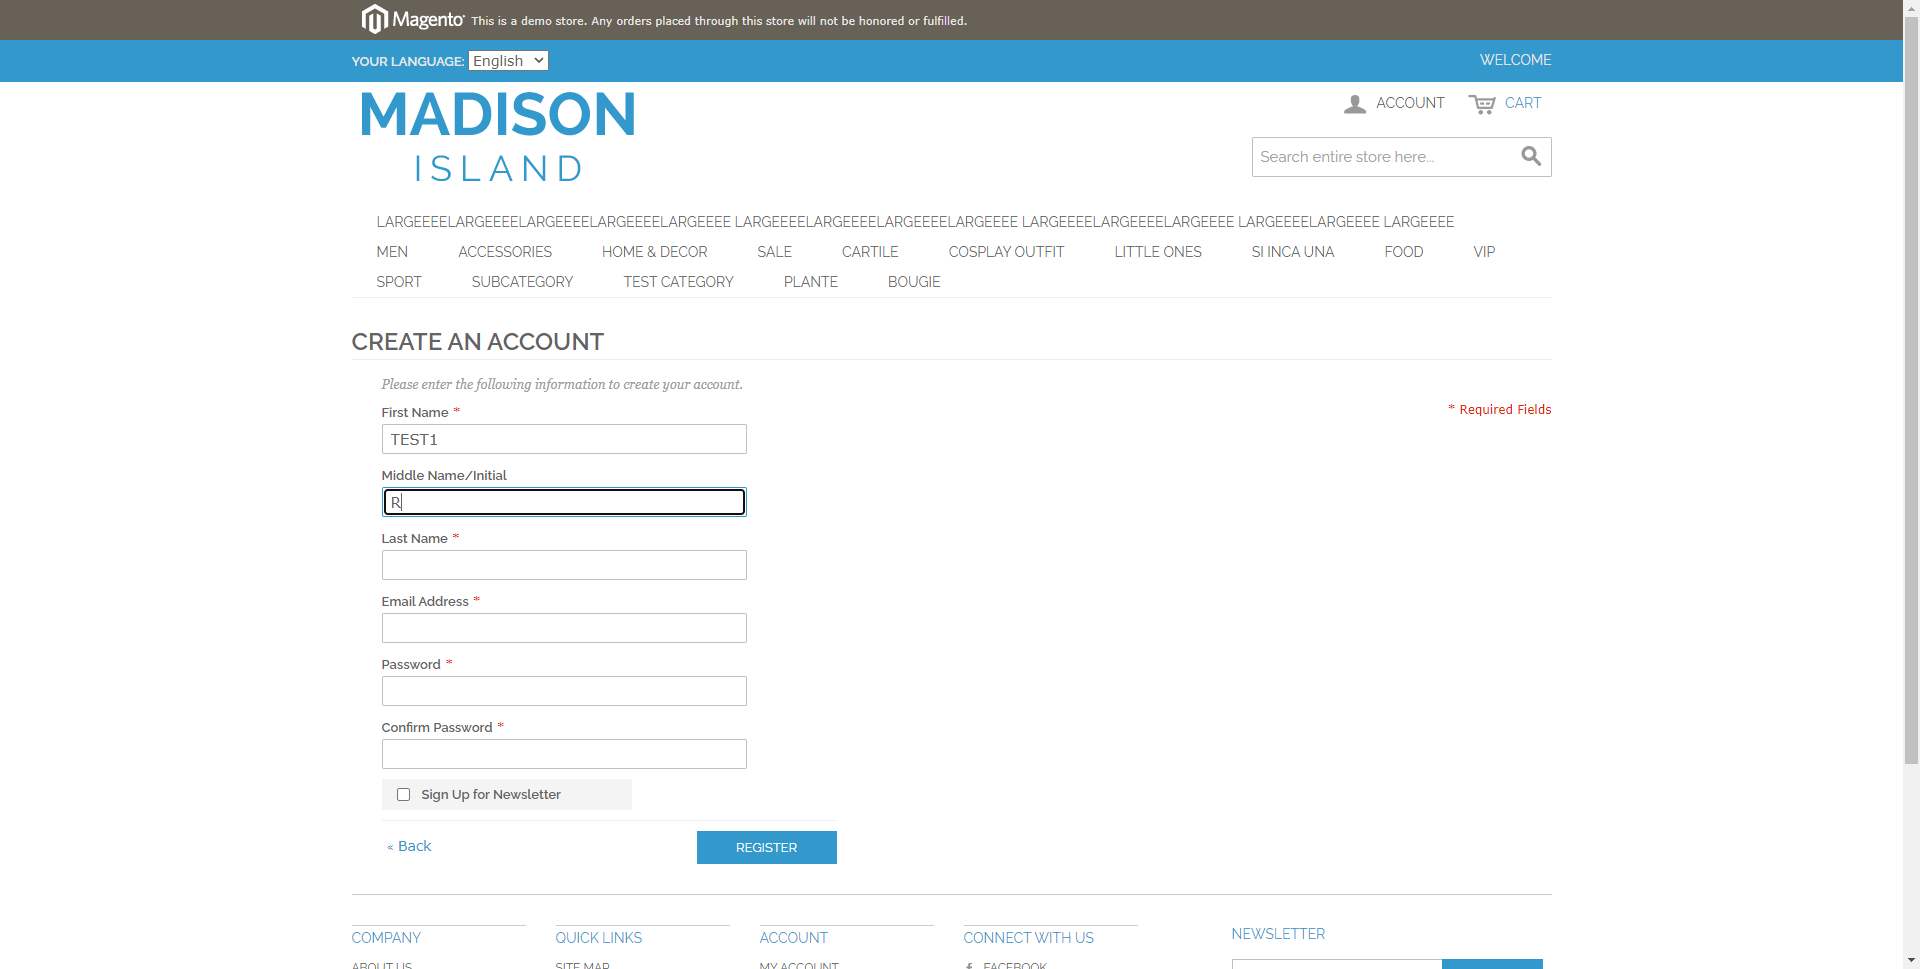 Magento® This is a demo store. Any orders placed through this store will not be honored or fulfilled.
YOUR LANGUAGE: English
WELCOME
MADISON
ISLAND
ACCOUNT CART
Search entire store here...
LARGEEEELARGEEEELARGEEEELARGEEEELARGEEEE LARGEEEELARGEEEELARGEEEELARGEEEE LARGEEEELARGEEEELARGEEEE LARGEEEELARGEEEE LARGEEEE
MEN ACCESSORIES HOME & DECOR SALE CARTILE COSPLAY OUTFIT LITTLE ONES SI INCA UNA FOOD VIP
SPORT SUBCATEGORY TEST CATEGORY PLANTE BOUGIE
CREATE AN ACCOUNT
Please enter the following information to create your account.
* Required Fields
First Name *
TEST1
Middle Name/Initial
R
Last Name *
Email Address *
Password *
Confirm Password *
Sign Up for Newsletter
« Back
REGISTER
COMPANY QUICK LINKS ACCOUNT CONNECT WITH US NEWSLETTER
ABOUT US SITE MAP MY ACCOUNT FACEBOOK